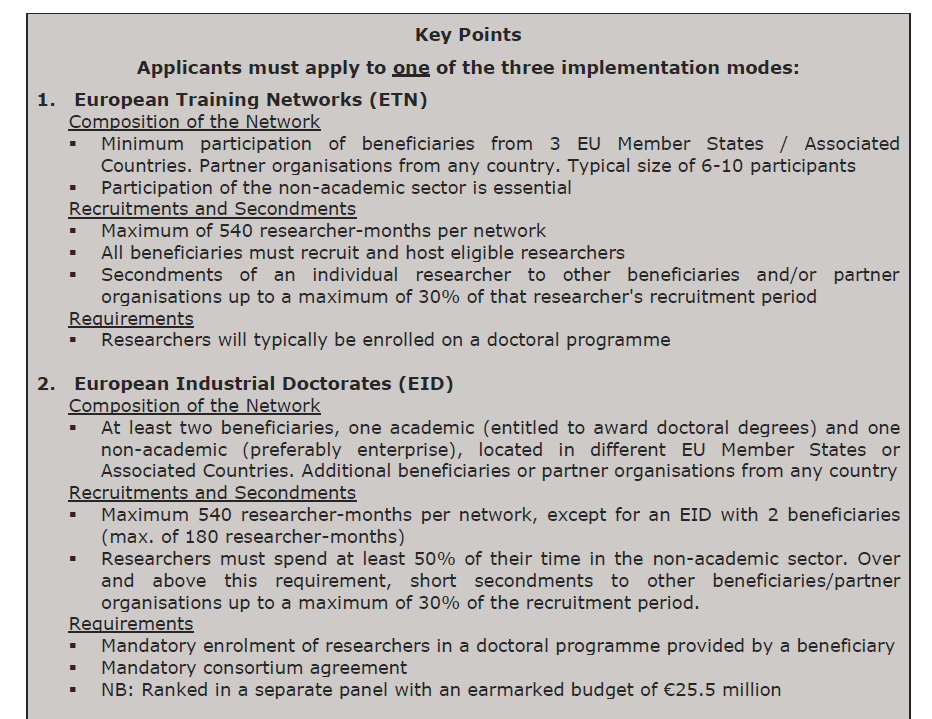 Key Points
Applicants must apply to one of the three implementation modes:
1. European Training Networks (ETN)
Composition of the Network
▪ Minimum participation of beneficiaries from 3 EU Member States / Associated
Countries. Partner organisations from any country. Typical size of 6-10 participants
▪ Participation of the non-academic sector is essential
Recruitments and Secondments
▪ Maximum of 540 researcher-months per network
▪ All beneficiaries must recruit and host eligible researchers
▪ Secondments of an individual researcher to other beneficiaries and/or partner
organisations up to a maximum of 30% of that researcher's recruitment period
Requirements
▪ Researchers will typically be enrolled on a doctoral programme
2. European Industrial Doctorates (EID)
Composition of the Network
▪ At least two beneficiaries, one academic (entitled to award doctoral degrees) and one
non-academic (preferably enterprise), located in different EU Member States or
Associated Countries. Additional beneficiaries or partner organisations from any country
Recruitments and Secondments
▪ Maximum 540 researcher-months per network, except for an EID with 2 beneficiaries
(max. of 180 researcher-months)
▪ Researchers must spend at least 50% of their time in the non-academic sector. Over
and above this requirement, short secondments to other beneficiaries/partner
organisations up to a maximum of 30% of the recruitment period.
Requirements
▪ Mandatory enrolment of researchers in a doctoral programme provided by a beneficiary
▪ Mandatory consortium agreement
▪ NB: Ranked in a separate panel with an earmarked budget of €25.5 million